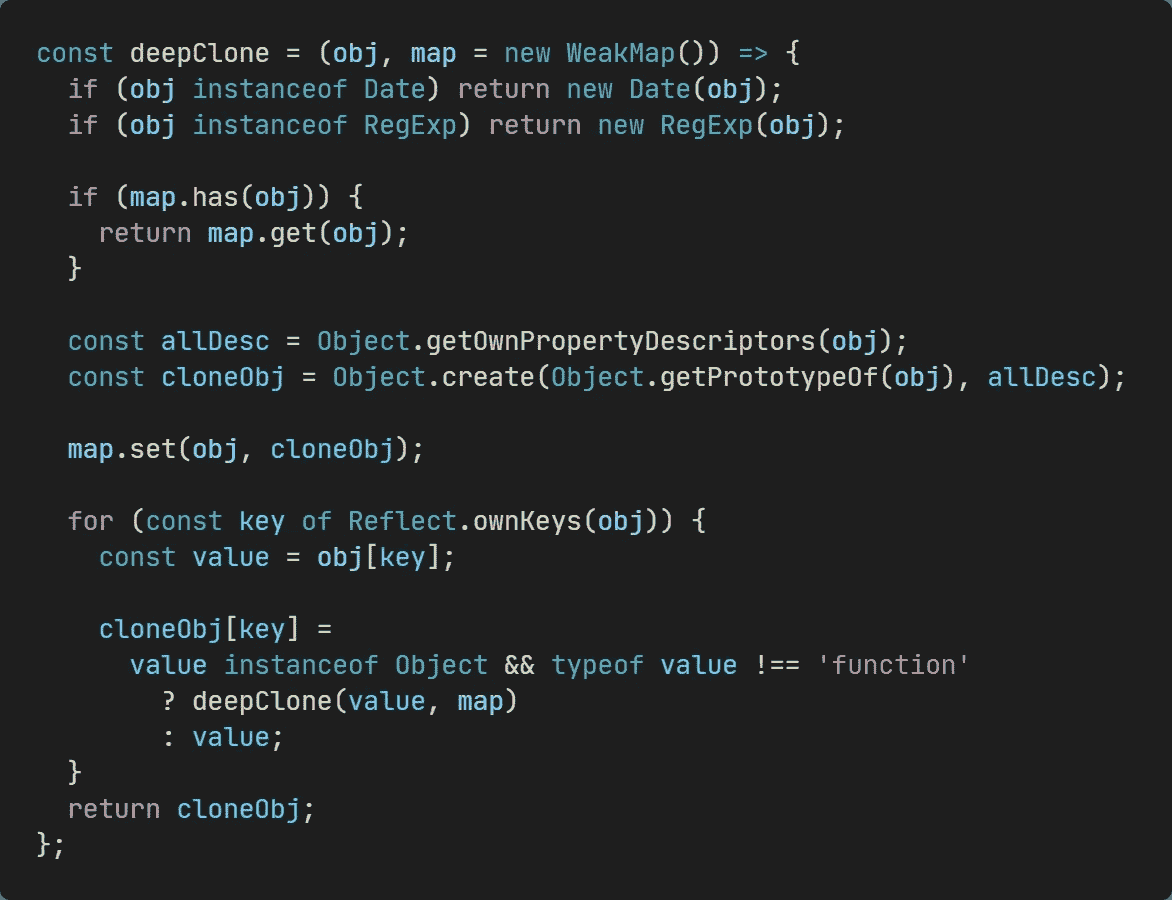 const deepClone = (obj, map = new WeakMap()) => {
  if (obj instanceof Date) return new Date(obj);
  if (obj instanceof RegExp) return new RegExp(obj);

  if (map.has(obj)) {
    return map.get(obj);
  }

  const allDesc = Object.getOwnPropertyDescriptors(obj);
  const cloneObj = Object.create(Object.getPrototypeOf(obj), allDesc);

  map.set(obj, cloneObj);

  for (const key of Reflect.ownKeys(obj)) {
    const value = obj[key];

    cloneObj[key] =
      value instanceof Object && typeof value !== 'function'
        ? deepClone(value, map)
        : value;
  }
  return cloneObj;
};